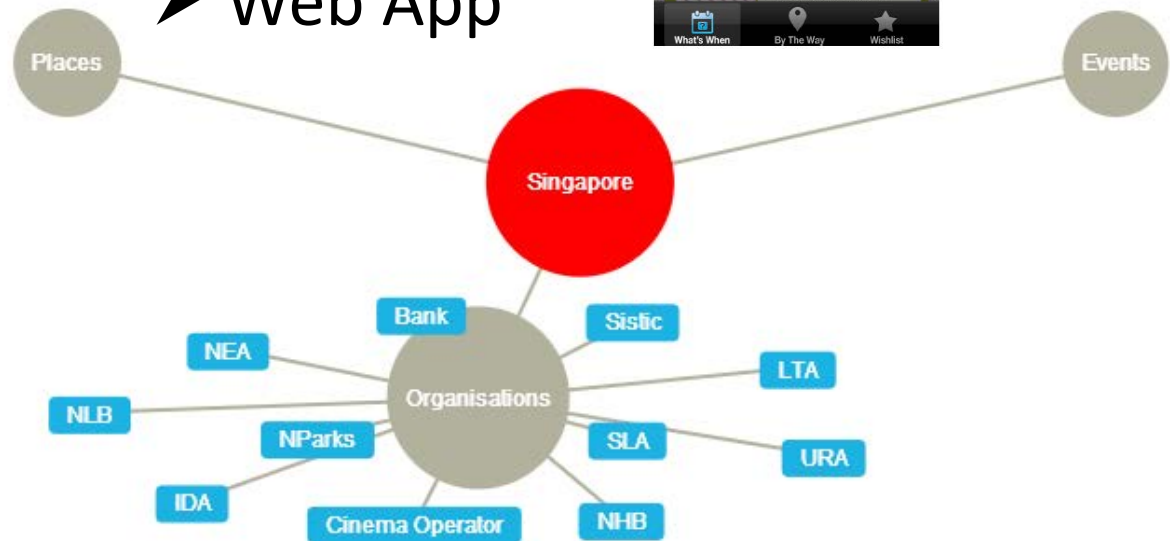 ➤ Web App
What's When
By The Way
Wishlist
Places
Events
Singapore
Bank
Sistic
NEA
LTA
Organisations
NLB
NParks
SLA
URA
IDA
Cinema Operator
NHB